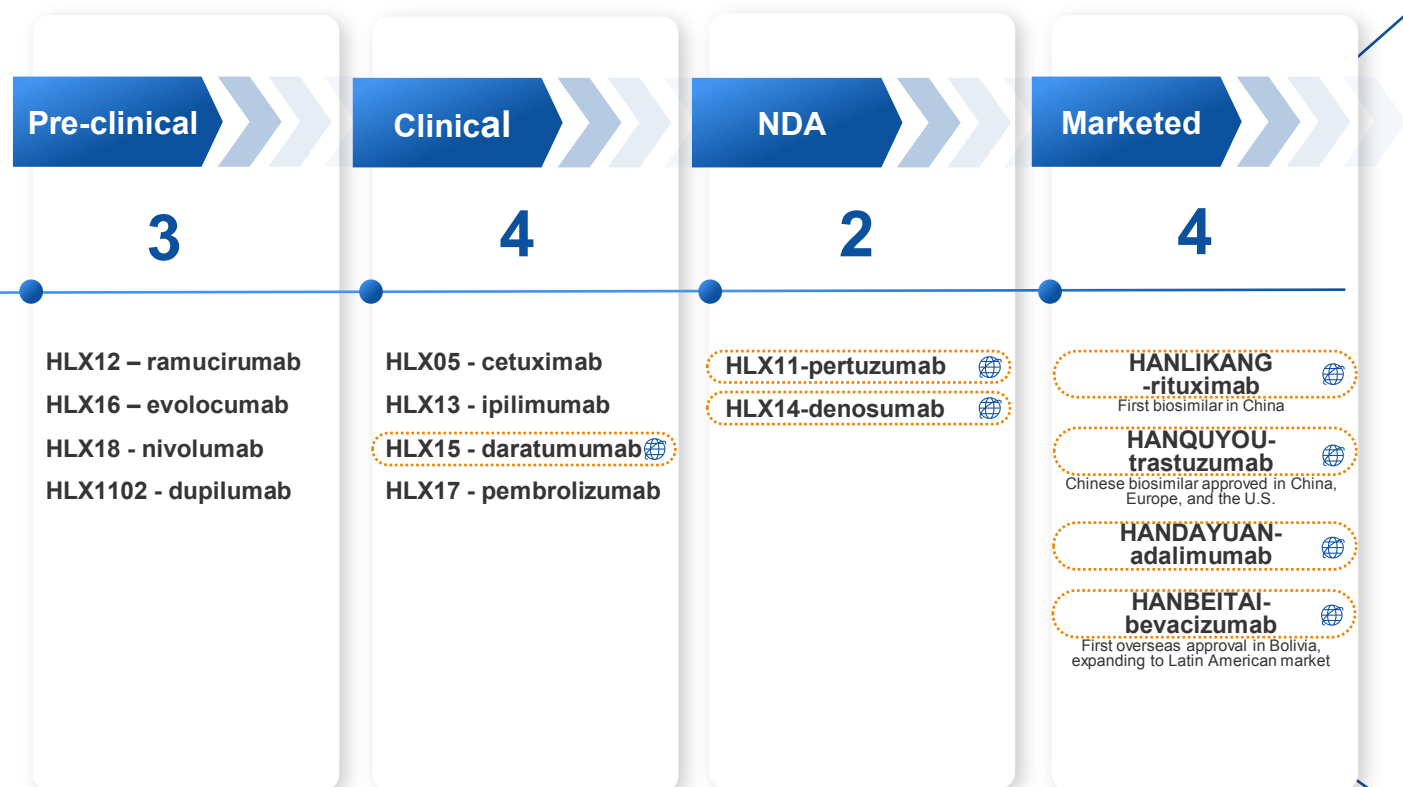 Pre-clinical
3
HLX12 – ramucirumab
HLX16 – evolocumab
HLX18 - nivolumab
HLX1102 - dupilumab
Clinical
4
HLX05 - cetuximab
HLX13 - ipilimumab
HLX15 - daratumumab
HLX17 - pembrolizumab
NDA
2
HLX11-pertuzumab
HLX14-denosumab
Marketed
4
HANLIKANG
-rituximab
First biosimilar in China
HANQUYOU-
trastuzumab
Chinese biosimilar approved in China,
Europe, and the U.S.
HANDAYUAN-
adalimumab
HANBEITAI-
bevacizumab
First overseas approval in Bolivia,
expanding to Latin American market